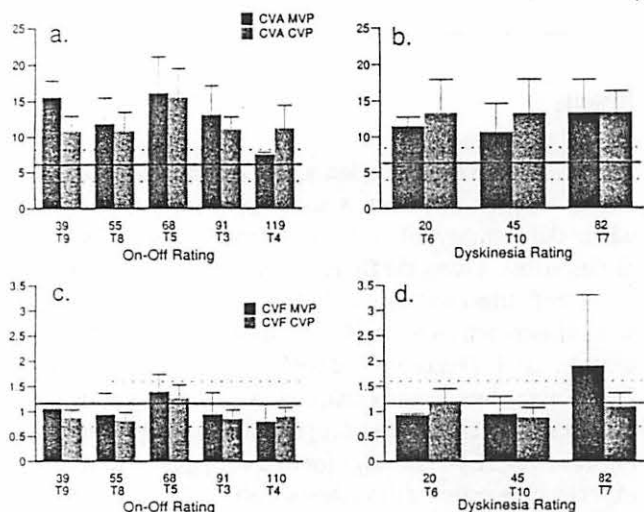 a.
CVA MVP
CVA CVP
25
20
15
10
5
0
39 55 68 91 119
T9 T8 T5 T3 T4
On-Off Rating
b.
25
20
15
10
5
0
20 45 82
T6 T10 T7
Dyskinesia Rating
c.
CVF MVP
CVF CVP
3.5
3
2.5
2
1.5
1
0.5
0
39 55 68 91 110
T9 T8 T5 T3 T4
On-Off Rating
d.
3.5
3
2.5
2
1.5
1
0.5
0
20 45 82
T6 T10 T7
Dyskinesia Rating